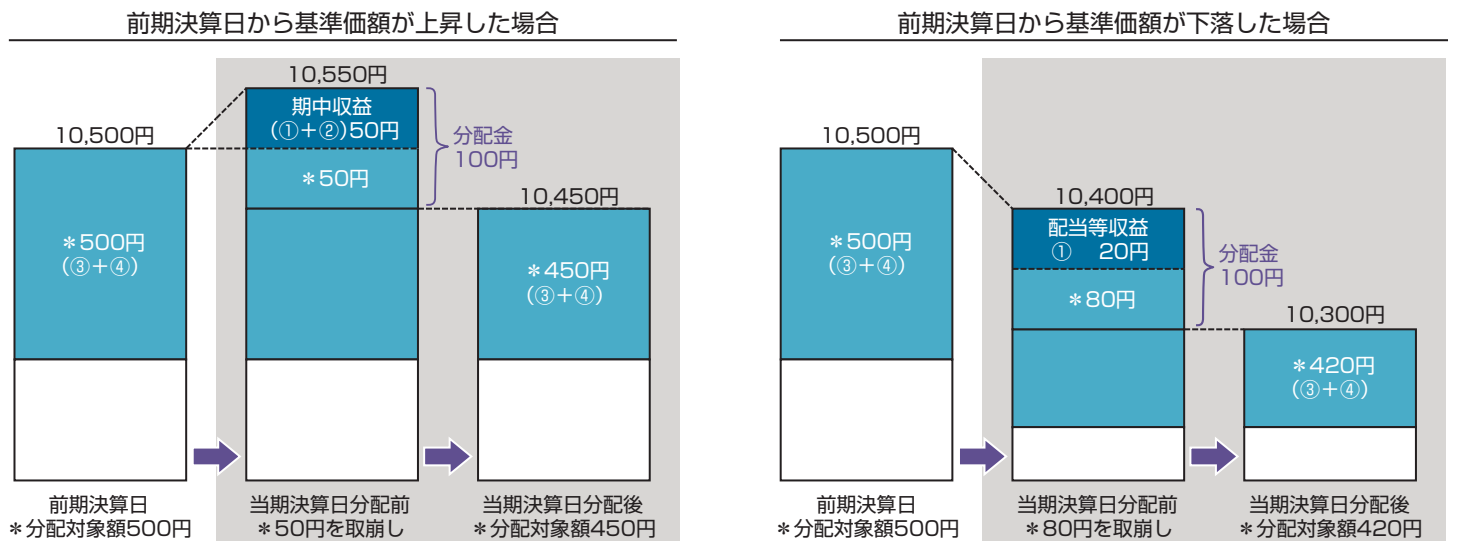 前期決算日から基準価額が上昇した場合
10,550円
期中収益
(①＋②)50円
10,500円
分配金
100円
＊50円
10,450円
＊500円
(③＋④)
＊450円
(③＋④)
前期決算日
＊分配対象額500円
当期決算日分配前
＊50円を取崩し
当期決算日分配後
＊分配対象額450円
前期決算日から基準価額が下落した場合
10,500円
10,400円
配当等収益
① 20円
＊500円
(③＋④)
分配金
100円
＊80円
10,300円
＊420円
(③＋④)
前期決算日
＊分配対象額500円
当期決算日分配前
＊80円を取崩し
当期決算日分配後
＊分配対象額420円